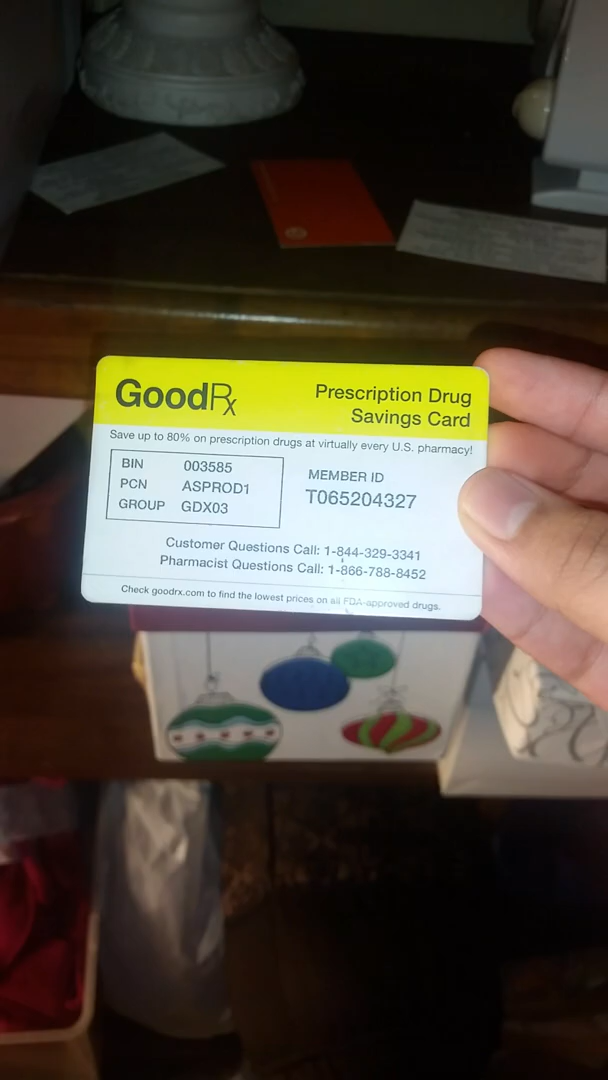 GoodRx
Prescription Drug
Savings Card
Save up to 80% on prescription drugs at virtually every U.S. pharmacy!
BIN 003585
PCN ASPROD1
GROUP GDX03
MEMBER ID
T065204327
Customer Questions Call: 1-844-329-3341
Pharmacist Questions Call: 1-866-788-8452
Check goodrx.com to find the lowest prices on all FDA-approved drugs.